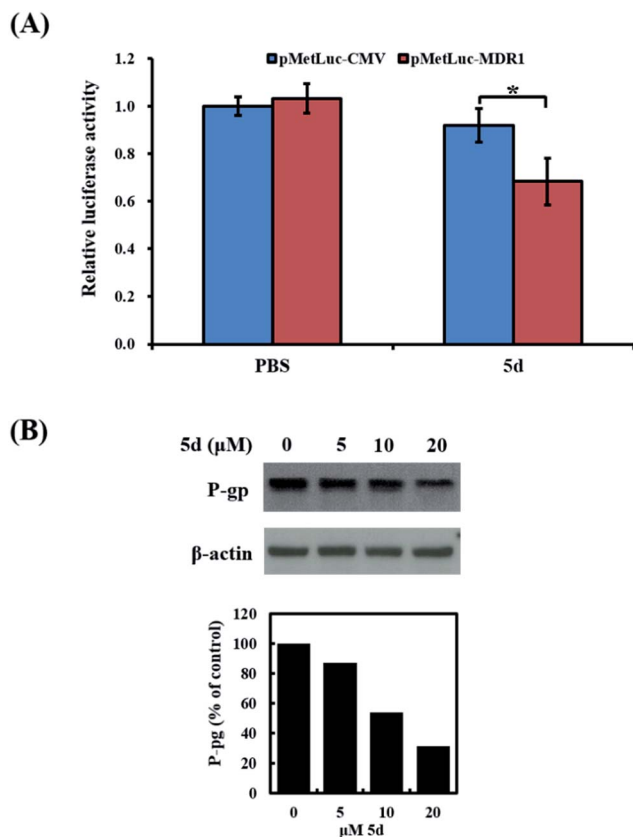 (A)
pMetLuc-CMV pMetLuc-MDR1
Relative luciferase activity
1.2
1.0
0.8
0.6
0.4
0.2
0.0
*
PBS 5d
(B)
5d (μM) 0 5 10 20
P-gp
β-actin
P-pg (% of control)
120
100
80
60
40
20
0
0 5 10 20
μM 5d